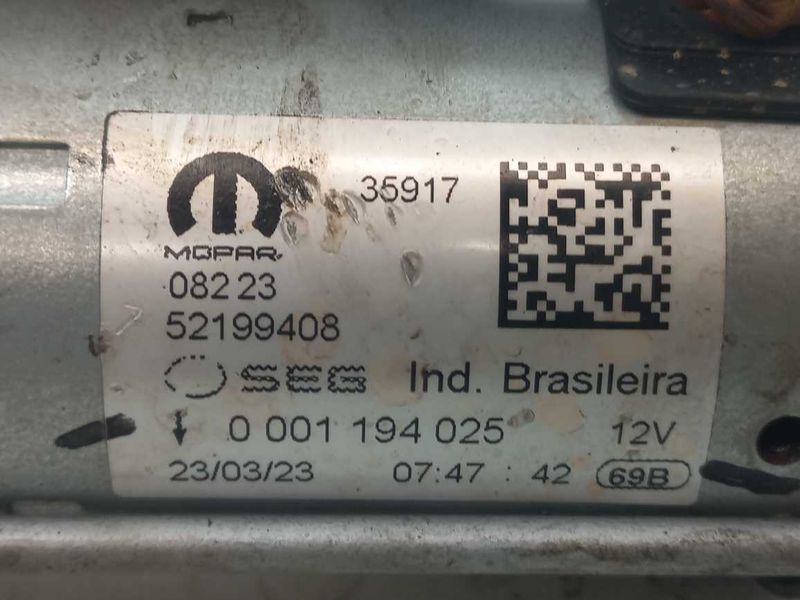 35917
MOPAR
082 23
52199408
SEG Ind. Brasileira
0 001 194 025 12V
23/03/23 07:47 : 42 69B